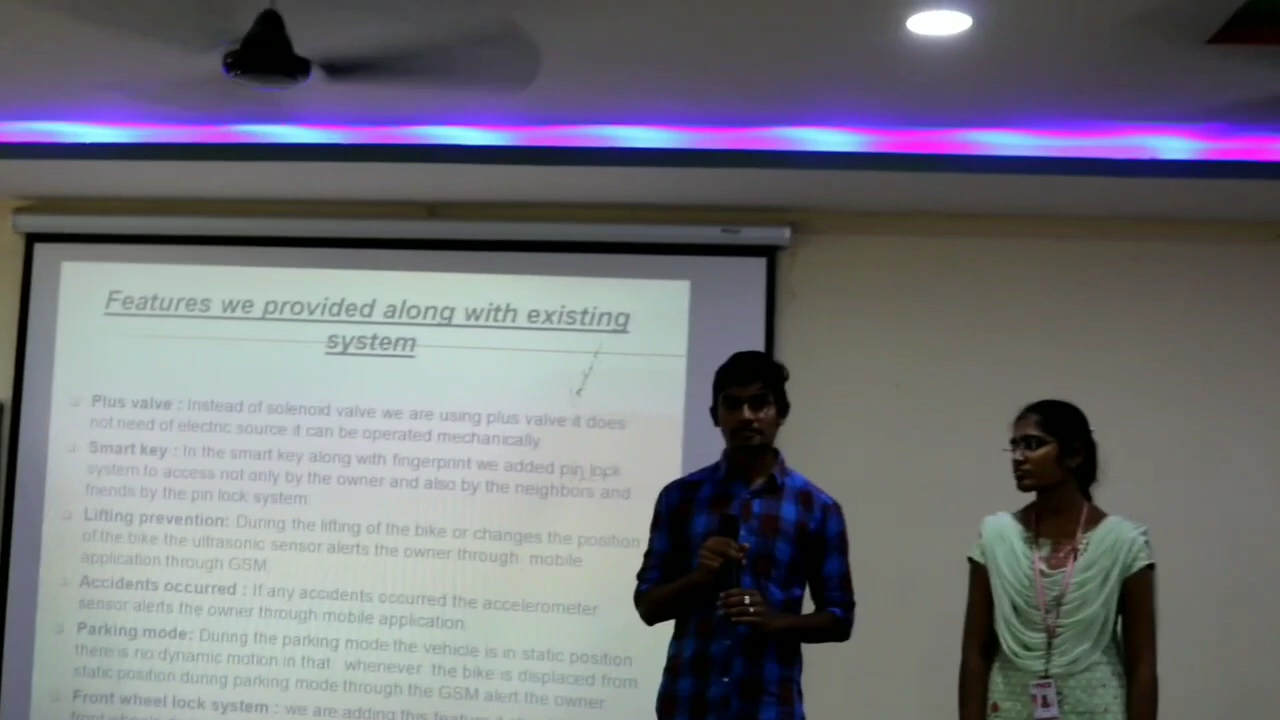 Features we provided along with existing
system
Plus valve : Instead of solenoid valve we are using plus valve it does
not need of electric source it can be operated mechanically
Smart key : In the smart key along with fingerprint we added pin lock
system to access not only by the owner and also by the neighbors and
friends by the pin lock system.
Lifting prevention: During the lifting of the bike or changes the position
of the bike the ultrasonic sensor alerts the owner through mobile
application through GSM.
Accidents occurred : If any accidents occurred the accelerometer
sensor alerts the owner through mobile application.
Parking mode: During the parking mode the vehicle is in static position
there is no dynamic motion in that whenever the bike is displaced from
static position during parking mode through the GSM alert the owner
Front wheel lock system : we are adding this feature
front wheels